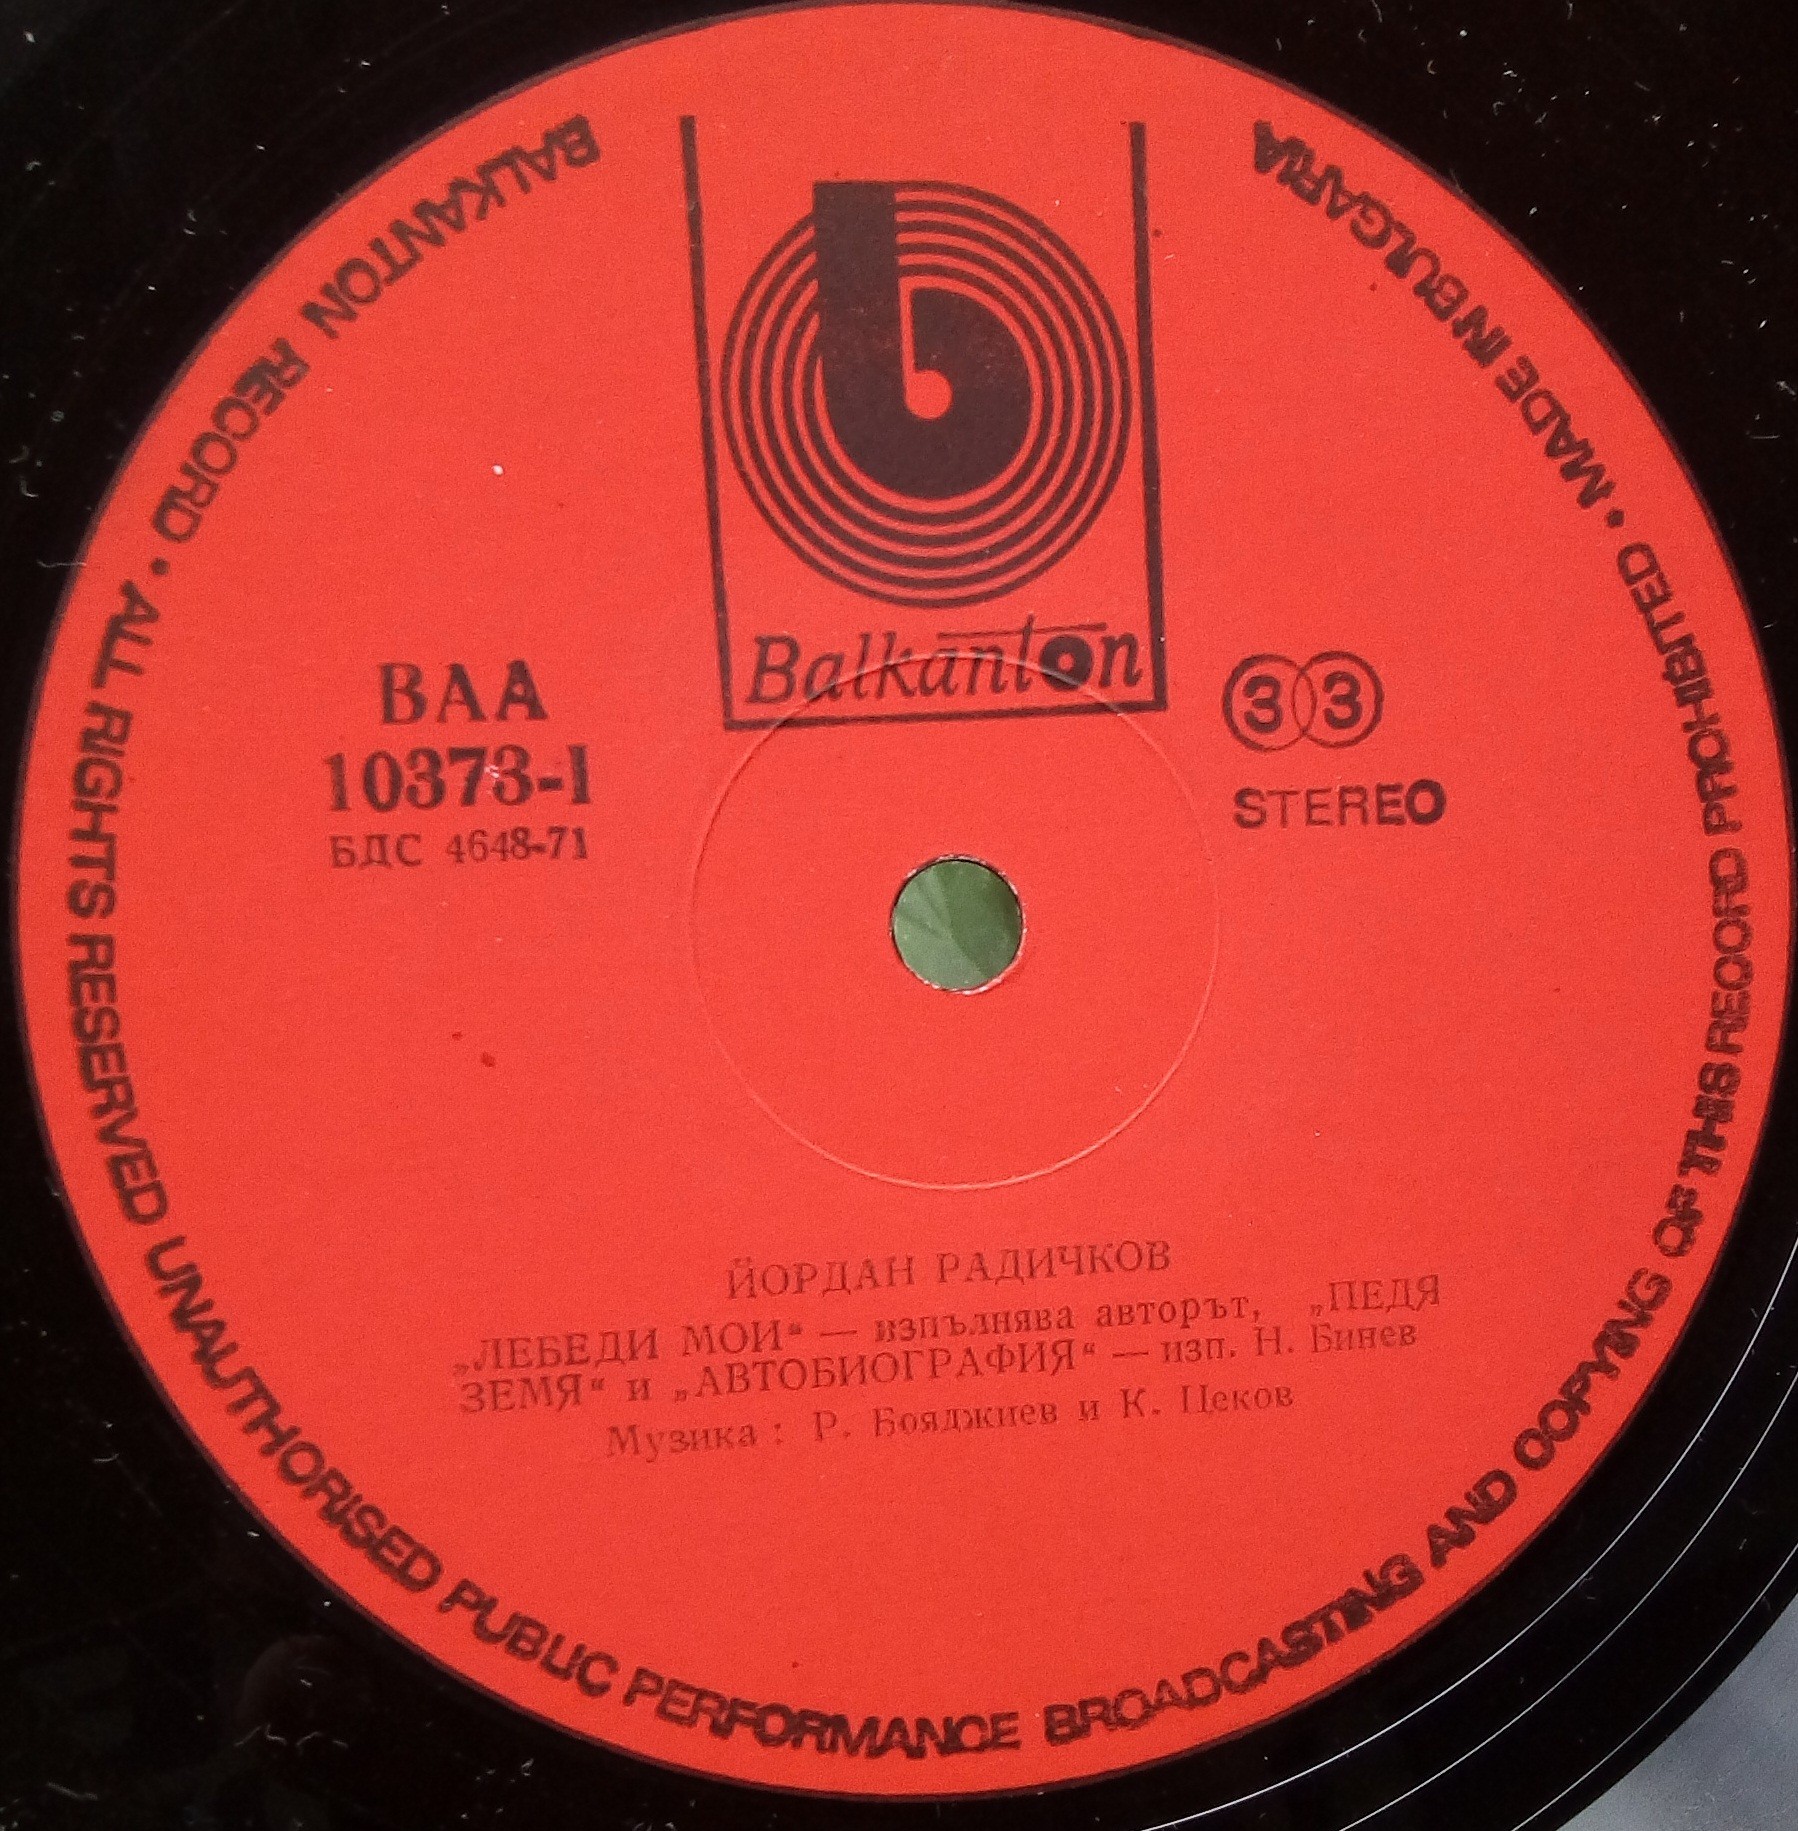 BALKANTON RECORD • ALL RIGHTS RESERVED UNAUTHORISED PUBLIC PERFORMANCE BROADCASTING AND COPYING OF THIS RECORD PROHIBITED • MADE IN BULGARIA
b
Balkanton
ВАА
10373-I
БДС 4648-71
33
STEREO
ЙОРДАН РАДИЧКОВ
„ЛЕБЕДИ МОИ“ — изпълнява авторът, „ПЕДЯ
ЗЕМЯ“ и „АВТОБИОГРАФИЯ“ — изп. Н. Бинев
Музика : Р. Бояджиев и К. Цеков